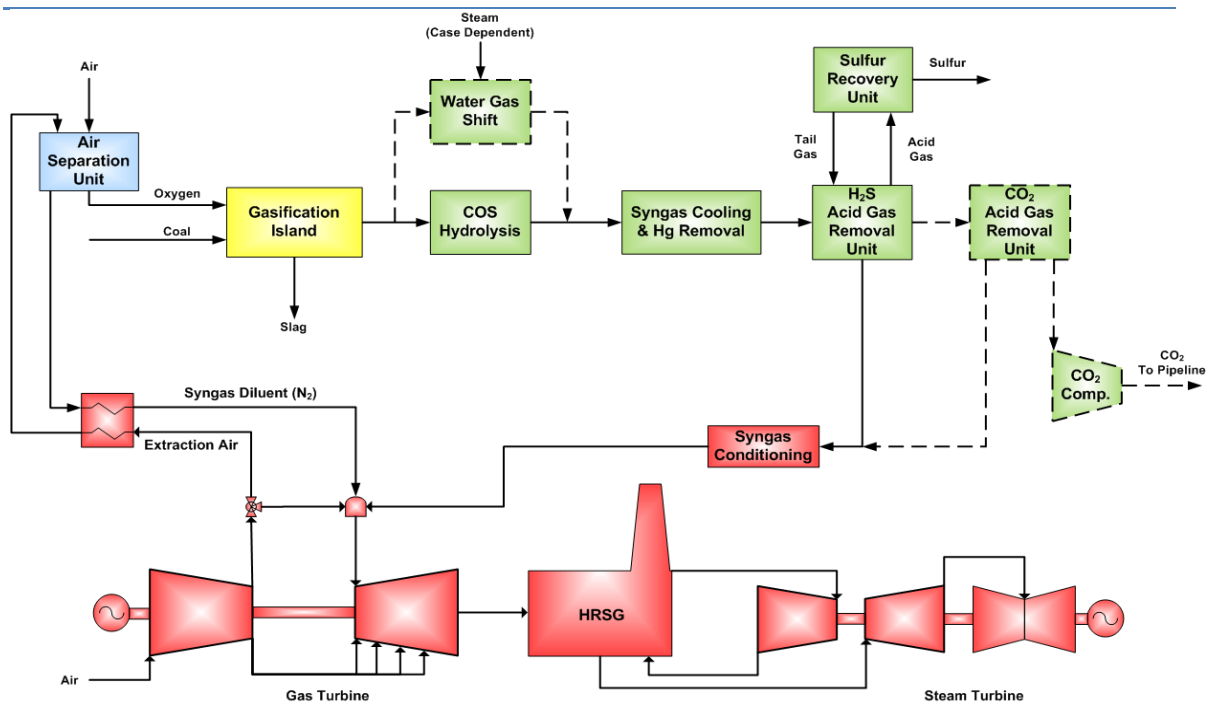 Steam
(Case Dependent)
Air
Water Gas
Shift
Sulfur
Recovery
Unit
Sulfur
Air
Separation
Unit
Tail
Gas
Acid
Gas
Oxygen
Coal
Gasification
Island
COS
Hydrolysis
Syngas Cooling
& Hg Removal
H₂S
Acid Gas
Removal
Unit
CO₂
Acid Gas
Removal
Unit
Slag
CO₂
Comp.
CO₂
To Pipeline
Syngas Diluent (N₂)
Extraction Air
Syngas
Conditioning
HRSG
Air
Gas Turbine
Steam Turbine